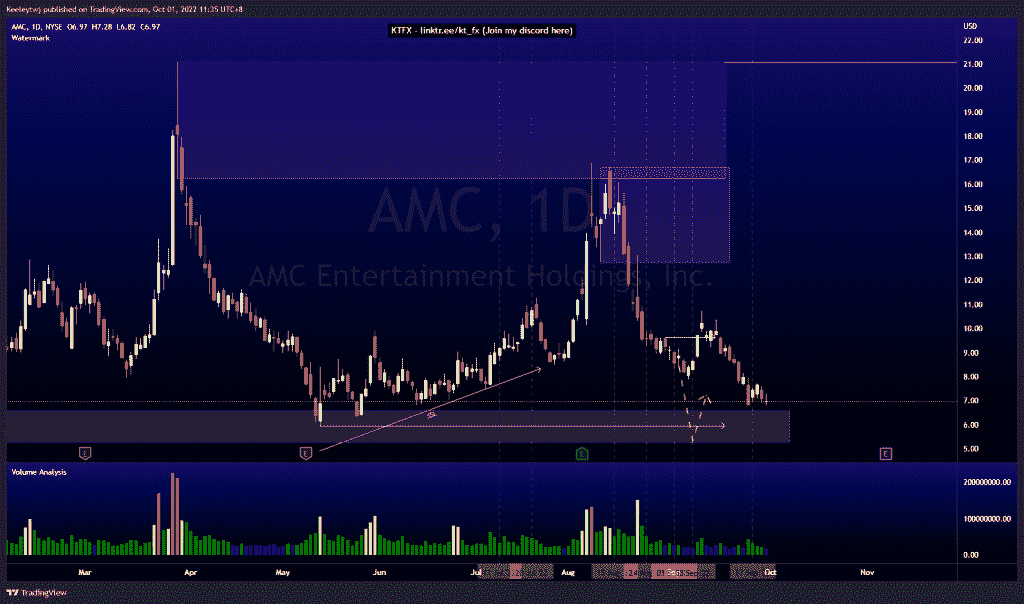 Keeleytwj published on TradingView.com, Oct 01, 2022 11:35 UTC+8
AMC, 1D, NYSE O6.97 H7.28 L6.82 C6.97
Watermark
KTFX - linktr.ee/kt_fx (Join my discord here)
USD
22.00
21.00
20.00
19.00
18.00
17.00
16.00
15.00
14.00
13.00
12.00
11.00
10.00
9.00
8.00
7.00
6.00
5.00
AMC, 1D
AMC Entertainment Holdings, Inc.
E
E
E
E
Volume Analysis
200000000.00
100000000.00
0.00
Mar
Apr
May
Jun
Jul
Aug
Oct
Nov
TradingView